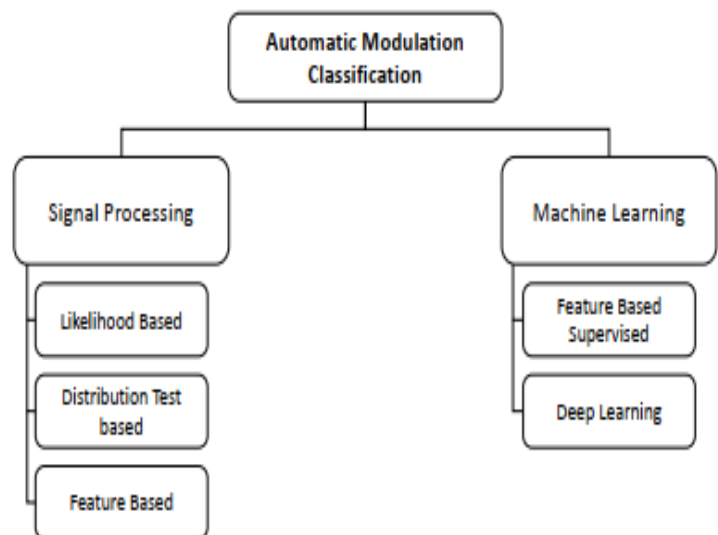 Automatic Modulation
Classification
Signal Processing
Machine Learning
Likelihood Based
Feature Based
Supervised
Distribution Test
based
Deep Learning
Feature Based